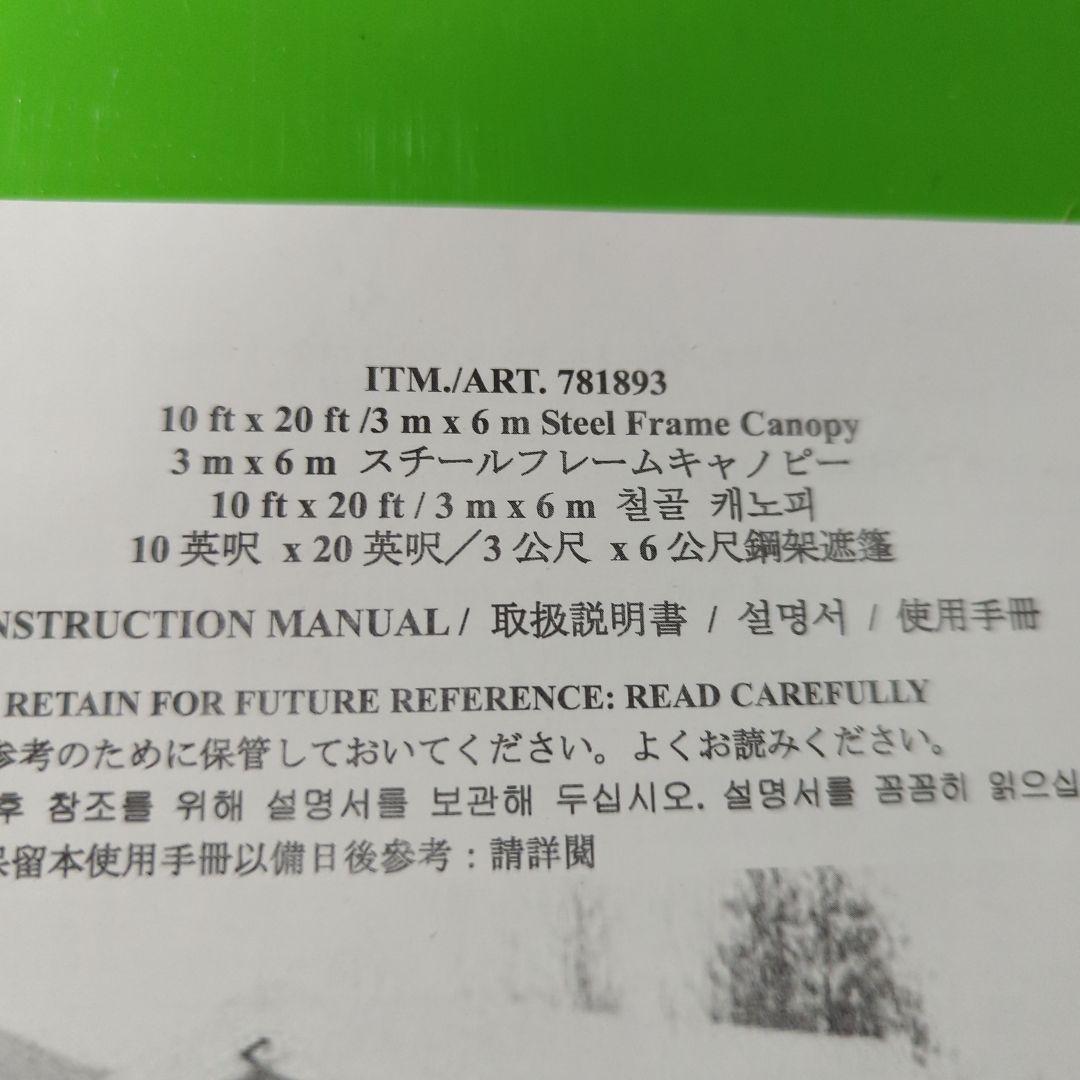 ITM./ART. 781893
10 ft x 20 ft /3 m x 6 m Steel Frame Canopy
3 m x 6 m スチールフレームキャノピー
10 ft x 20 ft / 3 m x 6 m 철골 캐노피
10 英呎 x 20 英呎／3 公尺 x 6 公尺鋼架遮篷
NSTRUCTION MANUAL / 取扱説明書 / 설명서 / 使用手冊
RETAIN FOR FUTURE REFERENCE: READ CAREFULLY
参考のために保管しておいてください。よくお読みください。
후 참조를 위해 설명서를 보관해 두십시오. 설명서를 꼼꼼히 읽으십
保留本使用手冊以備日後參考：請詳閱